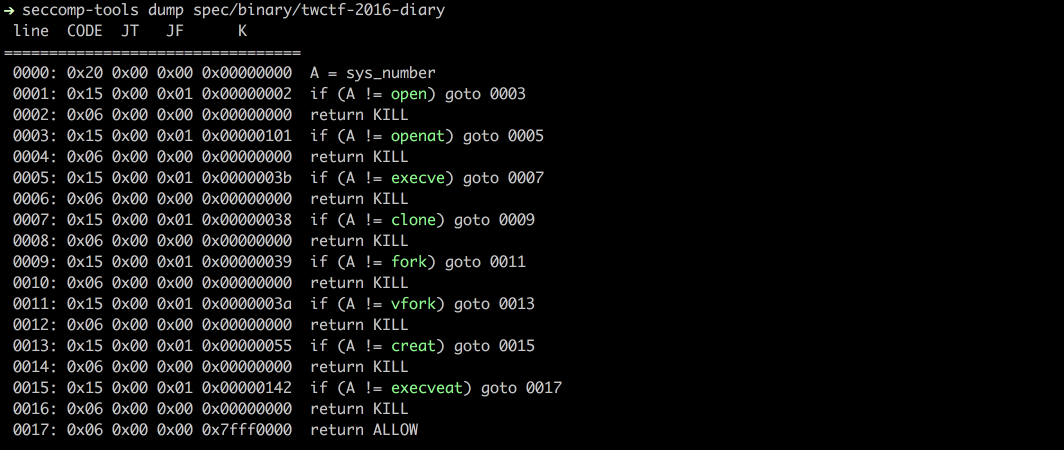 → seccomp-tools dump spec/binary/twctf-2016-diary
 line  CODE  JT   JF      K
=================================
 0000: 0x20 0x00 0x00 0x00000000  A = sys_number
 0001: 0x15 0x00 0x01 0x00000002  if (A != open) goto 0003
 0002: 0x06 0x00 0x00 0x00000000  return KILL
 0003: 0x15 0x00 0x01 0x00000101  if (A != openat) goto 0005
 0004: 0x06 0x00 0x00 0x00000000  return KILL
 0005: 0x15 0x00 0x01 0x0000003b  if (A != execve) goto 0007
 0006: 0x06 0x00 0x00 0x00000000  return KILL
 0007: 0x15 0x00 0x01 0x00000038  if (A != clone) goto 0009
 0008: 0x06 0x00 0x00 0x00000000  return KILL
 0009: 0x15 0x00 0x01 0x00000039  if (A != fork) goto 0011
 0010: 0x06 0x00 0x00 0x00000000  return KILL
 0011: 0x15 0x00 0x01 0x0000003a  if (A != vfork) goto 0013
 0012: 0x06 0x00 0x00 0x00000000  return KILL
 0013: 0x15 0x00 0x01 0x00000055  if (A != creat) goto 0015
 0014: 0x06 0x00 0x00 0x00000000  return KILL
 0015: 0x15 0x00 0x01 0x00000142  if (A != execveat) goto 0017
 0016: 0x06 0x00 0x00 0x00000000  return KILL
 0017: 0x06 0x00 0x00 0x7fff0000  return ALLOW